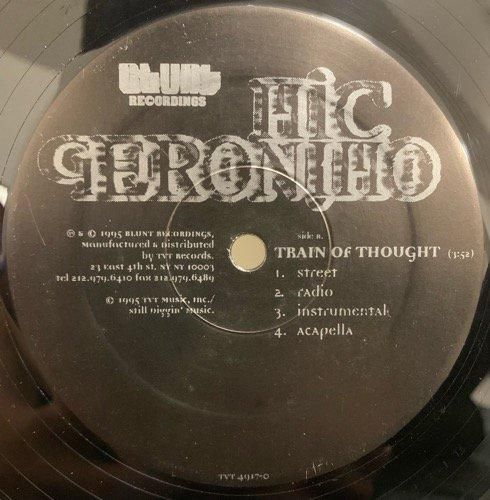 BLUNT
RECORDINGS
MIC
GERONIMO
℗ & © 1995 BLUNT RECORDINGS,
Manufactured & Distributed
by TVT Records.
23 East 4th St, NY NY 10003
Tel 212.979.6410 fax 212.979.6489
© 1995 TVT Music, Inc./
Still Diggin' Music.
side a.
TRAIN OF THOUGHT (3:52)
1. street
2. radio
3. instrumental
4. acapella
TVT 4917-0